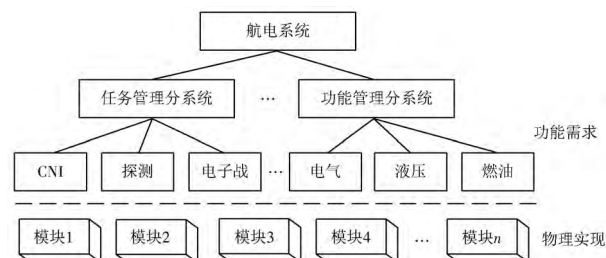 航电系统
任务管理分系统 … 功能管理分系统
功能需求
CNI 探测 电子战 … 电气 液压 燃油
模块1 模块2 模块3 模块4 … 模块n 物理实现